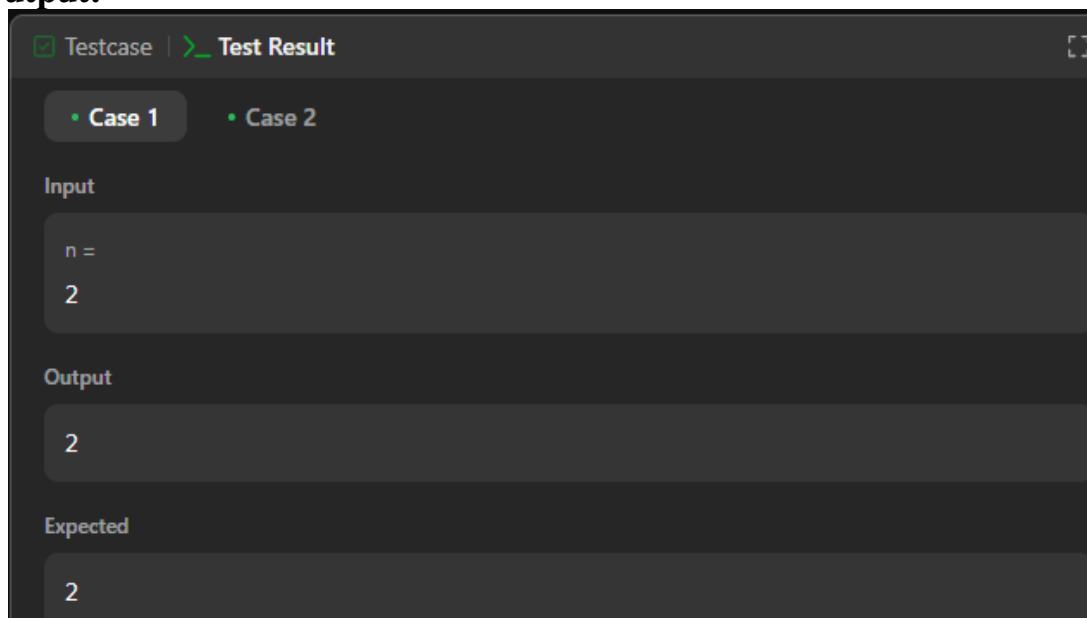 Testcase | >_ Test Result
• Case 1 • Case 2
Input
n =
2
Output
2
Expected
2